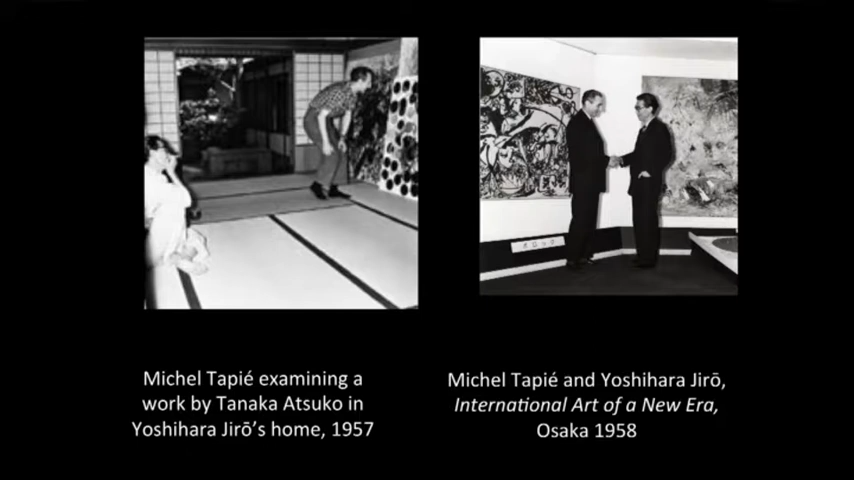 Michel Tapié examining a
work by Tanaka Atsuko in
Yoshihara Jirō's home, 1957
Michel Tapié and Yoshihara Jirō,
International Art of a New Era,
Osaka 1958